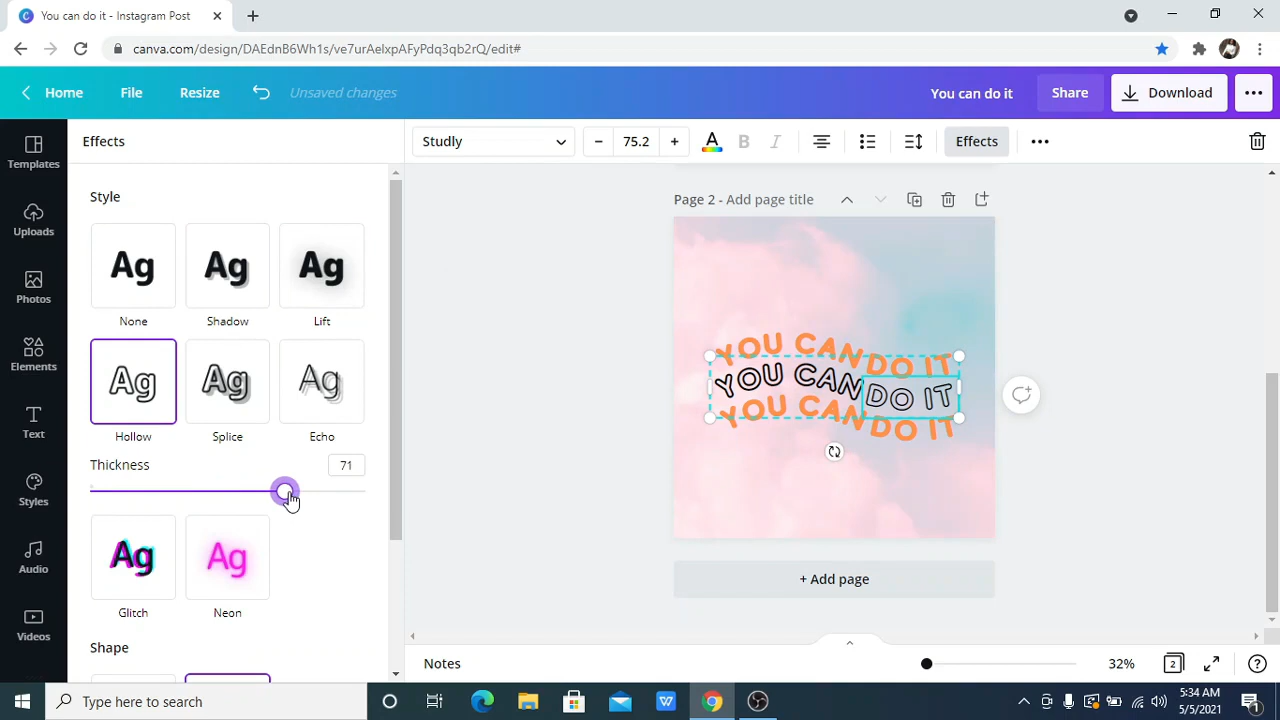 You can do it - Instagram Post
canva.com/design/DAEdnB6Wh1s/ve7urAelxpAFyPdq3qb2rQ/edit#
Home File Resize Unsaved changes You can do it Share Download
Effects Studly 75.2 A B I Effects
Templates
Uploads
Photos
Elements
Text
Styles
Audio
Videos
Style
Ag Ag Ag
None Shadow Lift
Ag Ag Ag
Hollow Splice Echo
Thickness 71
Ag Ag
Glitch Neon
Shape
Page 2 - Add page title
YOU CAN DO IT
YOU CAN DO IT
YOU CAN DO IT
+ Add page
Notes 32% 2
Type here to search
5:34 AM
5/5/2021
1